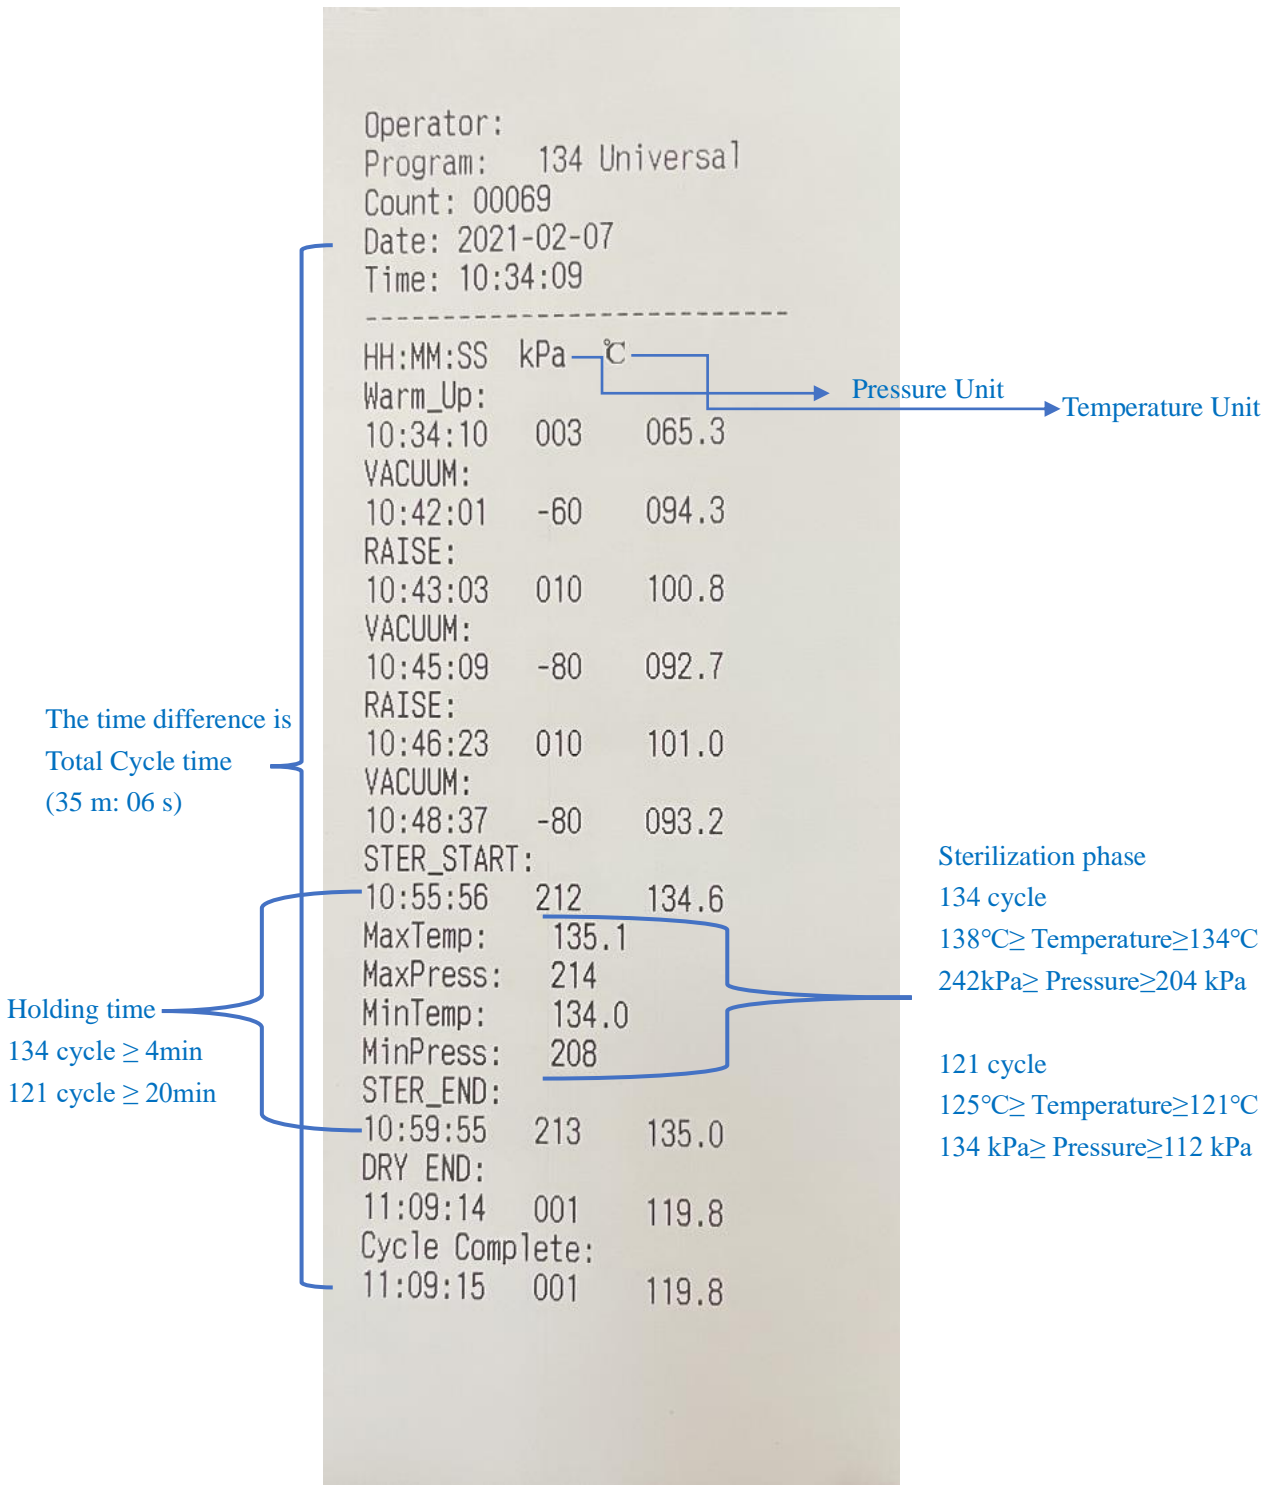 Operator:
Program: 134 Universal
Count: 00069
Date: 2021-02-07
Time: 10:34:09
----------------------------
HH:MM:SS kPa ℃
Warm_Up:
10:34:10 003 065.3
VACUUM:
10:42:01 -60 094.3
RAISE:
10:43:03 010 100.8
VACUUM:
10:45:09 -80 092.7
RAISE:
10:46:23 010 101.0
VACUUM:
10:48:37 -80 093.2
STER_START:
10:55:56 212 134.6
MaxTemp: 135.1
MaxPress: 214
MinTemp: 134.0
MinPress: 208
STER_END:
10:59:55 213 135.0
DRY END:
11:09:14 001 119.8
Cycle Complete:
11:09:15 001 119.8
Pressure Unit
Temperature Unit
The time difference is
Total Cycle time
(35 m: 06 s)
Holding time
134 cycle ≥ 4min
121 cycle ≥ 20min
Sterilization phase
134 cycle
138℃≥ Temperature≥134℃
242kPa≥ Pressure≥204 kPa
121 cycle
125℃≥ Temperature≥121℃
134 kPa≥ Pressure≥112 kPa